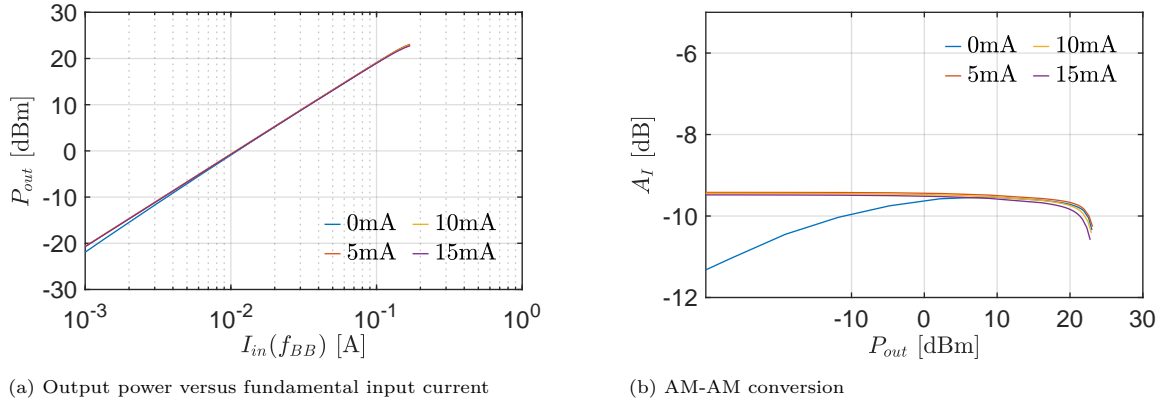 30
20
10
0
-10
-20
-30
P_out [dBm]
0mA 10mA
5mA 15mA
10^-3 10^-2 10^-1 10^0
I_in(f_BB) [A]
(a) Output power versus fundamental input current
-6
-8
-10
-12
A_I [dB]
0mA 10mA
5mA 15mA
-10 0 10 20 30
P_out [dBm]
(b) AM-AM conversion